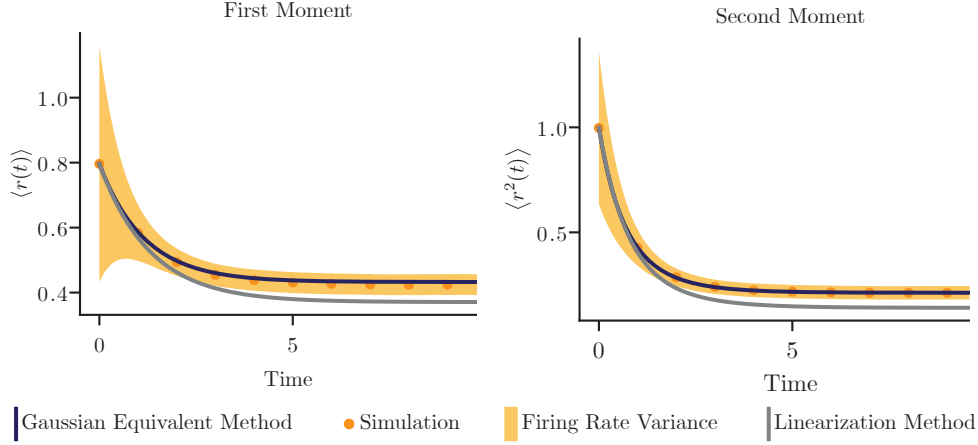 First Moment
⟨r(t)⟩
1.0
0.8
0.6
0.4
0
5
Time
Second Moment
⟨r²(t)⟩
1.0
0.5
0
5
Time
Gaussian Equivalent Method
Simulation
Firing Rate Variance
Linearization Method